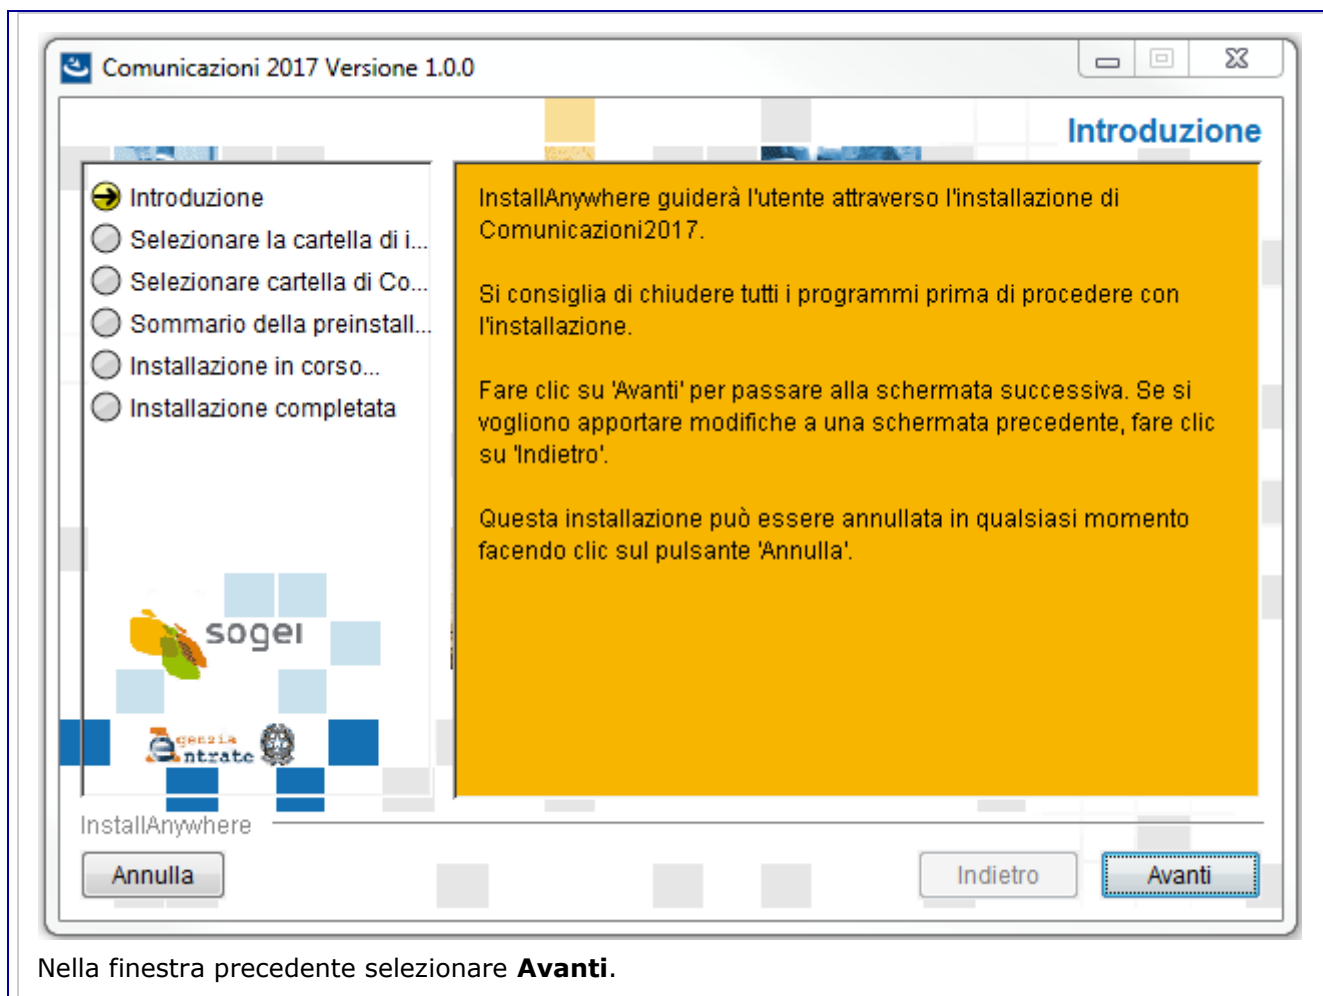 Comunicazioni 2017 Versione 1.0.0
Introduzione
Introduzione
Selezionare la cartella di i...
Selezionare cartella di Co...
Sommario della preinstall...
Installazione in corso...
Installazione completata
InstallAnywhere guiderà l'utente attraverso l'installazione di
Comunicazioni2017.
Si consiglia di chiudere tutti i programmi prima di procedere con
l'installazione.
Fare clic su 'Avanti' per passare alla schermata successiva. Se si
vogliono apportare modifiche a una schermata precedente, fare clic
su 'Indietro'.
Questa installazione può essere annullata in qualsiasi momento
facendo clic sul pulsante 'Annulla'.
sogei
genzia
ntrate
InstallAnywhere
Annulla
Indietro
Avanti
Nella finestra precedente selezionare Avanti.